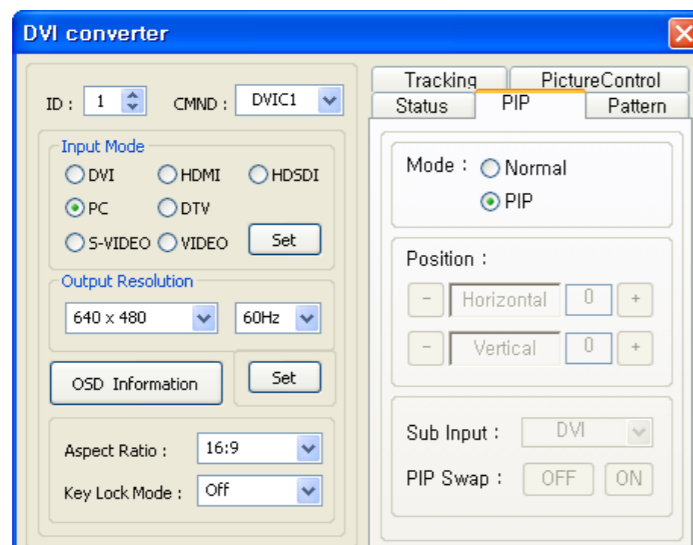 DVI converter
ID : 1 CMND : DVIC1
Input Mode
DVI HDMI HDSDI
PC DTV
S-VIDEO VIDEO Set
Output Resolution
640 x 480 60Hz
OSD Information Set
Aspect Ratio : 16:9
Key Lock Mode : Off
Tracking PictureControl
Status PIP Pattern
Mode : Normal
PIP
Position :
- Horizontal 0 +
- Vertical 0 +
Sub Input : DVI
PIP Swap : OFF ON